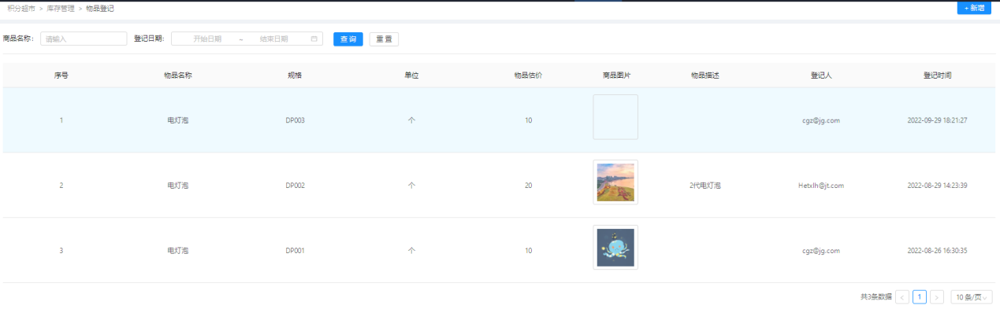 积分超市 > 库存管理 > 物品登记
+ 新增
商品名称: 请输入 登记日期: 开始日期 ~ 结束日期 查 询 重 置
序号 物品名称 规格 单位 物品估价 商品图片 物品描述 登记人 登记时间
1 电灯泡 DP003 个 10 cgz@jg.com 2022-09-29 18:21:27
2 电灯泡 DP002 个 20 2代电灯泡 Hetxlh@jt.com 2022-08-29 14:23:39
3 电灯泡 DP001 个 10 cgz@jg.com 2022-08-26 16:30:35
共3条数据 < 1 > 10 条/页